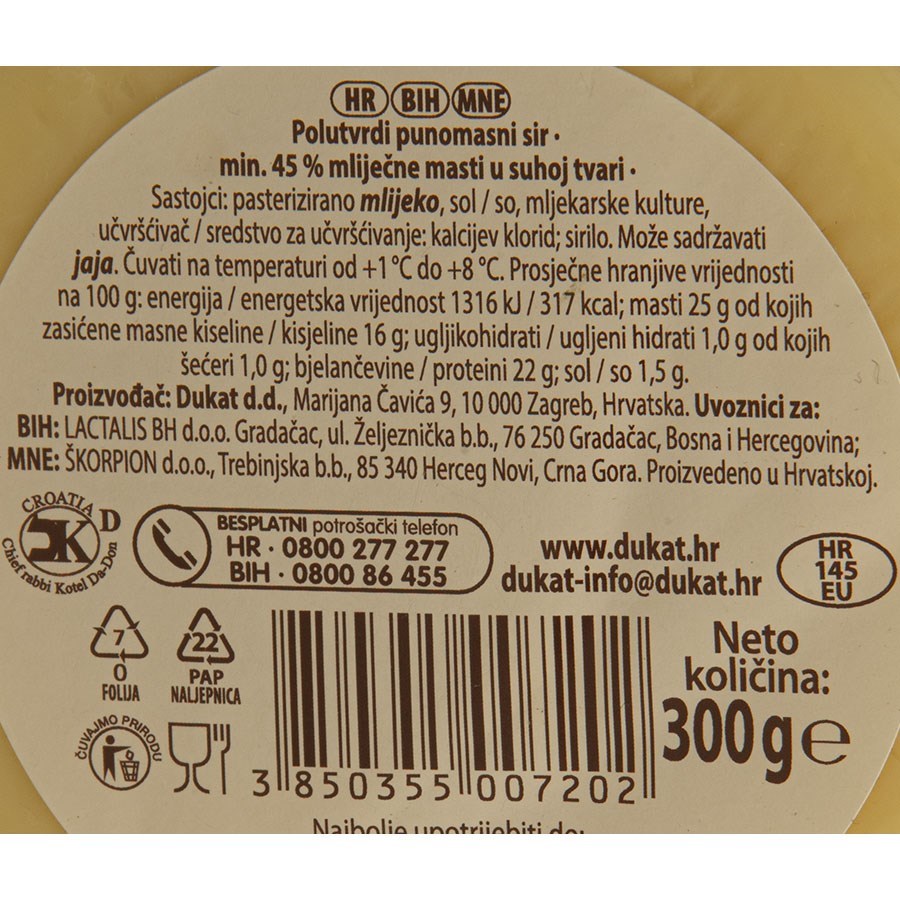 HR BIH MNE
Polutvrdi punomasni sir ·
min. 45 % mliječne masti u suhoj tvari ·
Sastojci: pasterizirano mlijeko, sol / so, mljekarske kulture,
učvršćivač / sredstvo za učvršćivanje: kalcijev klorid; sirilo. Može sadržavati
jaja. Čuvati na temperaturi od +1 °C do +8 °C. Prosječne hranjive vrijednosti
na 100 g: energija / energetska vrijednost 1316 kJ / 317 kcal; masti 25 g od kojih
zasićene masne kiseline / kisjeline 16 g; ugljikohidrati / ugljeni hidrati 1,0 g od kojih
šećeri 1,0 g; bjelančevine / proteini 22 g; sol / so 1,5 g.
Proizvođač: Dukat d.d., Marijana Čavića 9, 10 000 Zagreb, Hrvatska. Uvoznici za:
BIH: LACTALIS BH d.o.o. Gradačac, ul. Željeznička b.b., 76 250 Gradačac, Bosna i Hercegovina;
MNE: ŠKORPION d.o.o., Trebinjska b.b., 85 340 Herceg Novi, Crna Gora. Proizvedeno u Hrvatskoj.
CROATIA
K D
Chief rabbi Kotel Da-Don
BESPLATNI potrošački telefon
HR · 0800 277 277
BIH · 0800 86 455
www.dukat.hr
dukat-info@dukat.hr
HR
145
EU
7
O
FOLIJA
22
PAP
NALJEPNICA
ČUVAJMO PRIRODU
3 850355 007202
Neto
količina:
300 g e
Najbolje upotrijebiti do: